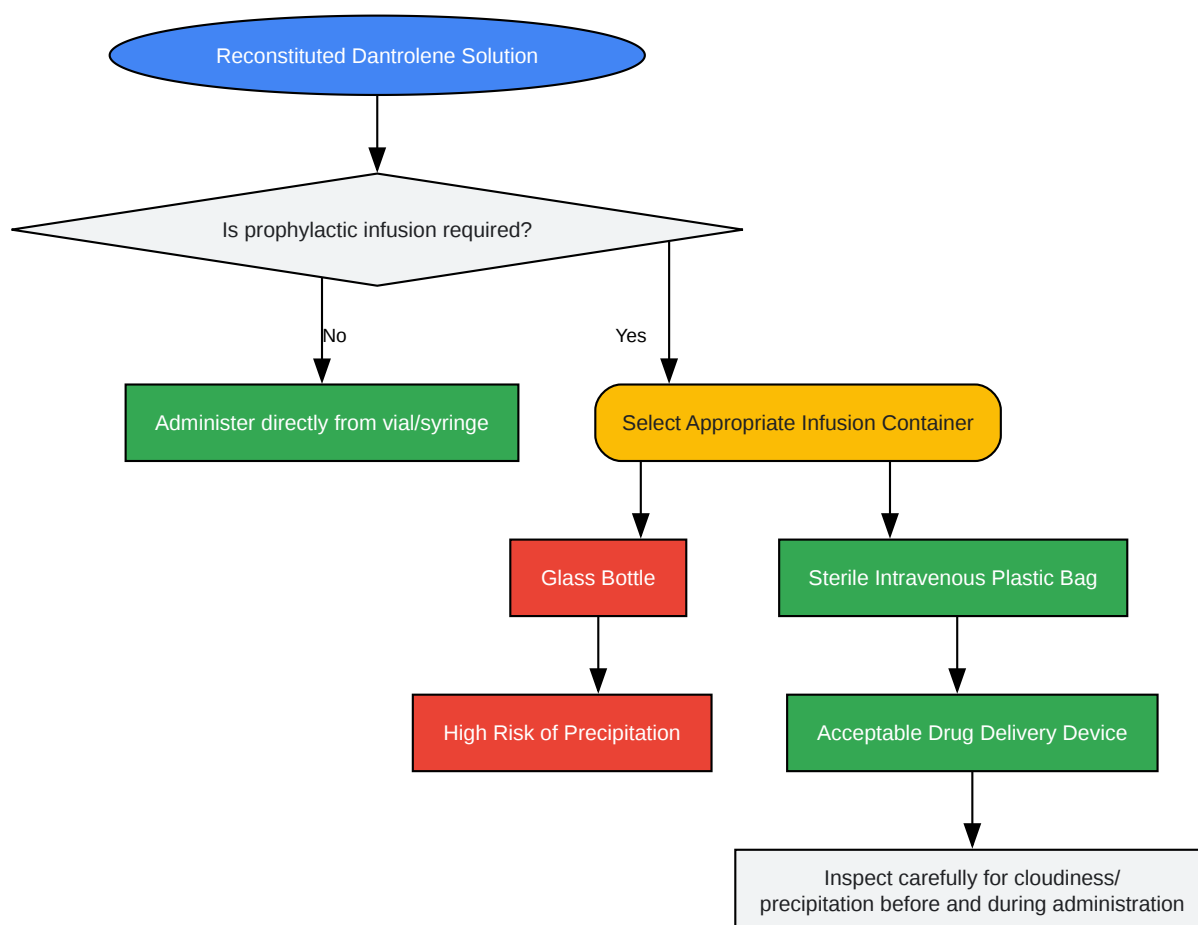 Reconstituted Dantrolene Solution
Is prophylactic infusion required?
No
Yes
Administer directly from vial/syringe
Select Appropriate Infusion Container
Glass Bottle
Sterile Intravenous Plastic Bag
High Risk of Precipitation
Acceptable Drug Delivery Device
Inspect carefully for cloudiness/
precipitation before and during administration